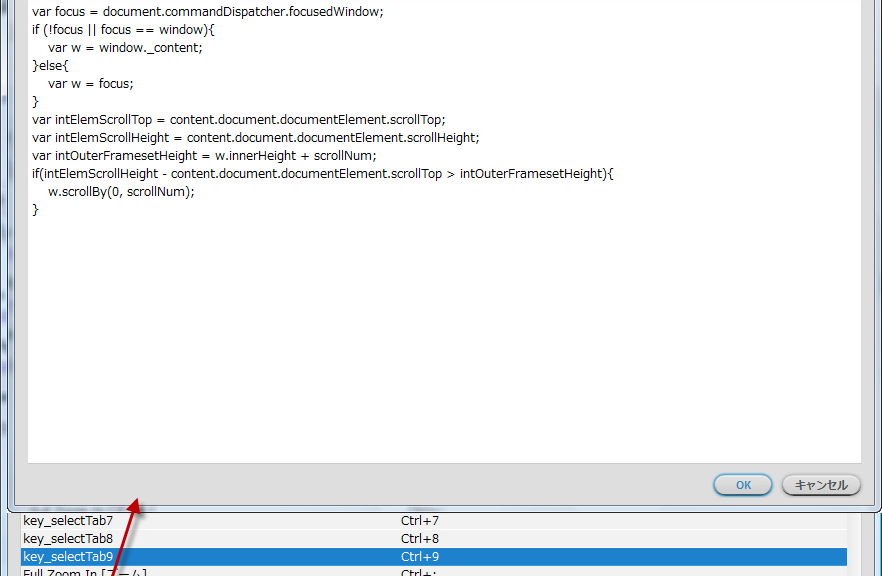 var focus = document.commandDispatcher.focusedWindow;
if (!focus || focus == window){
    var w = window._content;
}else{
    var w = focus;
}
var intElemScrollTop = content.document.documentElement.scrollTop;
var intElemScrollHeight = content.document.documentElement.scrollHeight;
var intOuterFramesetHeight = w.innerHeight + scrollNum;
if(intElemScrollHeight - content.document.documentElement.scrollTop > intOuterFramesetHeight){
    w.scrollBy(0, scrollNum);
}
OK キャンセル
key_selectTab7 Ctrl+7
key_selectTab8 Ctrl+8
key_selectTab9 Ctrl+9
Full Zoom In [ズーム] Ctrl+;